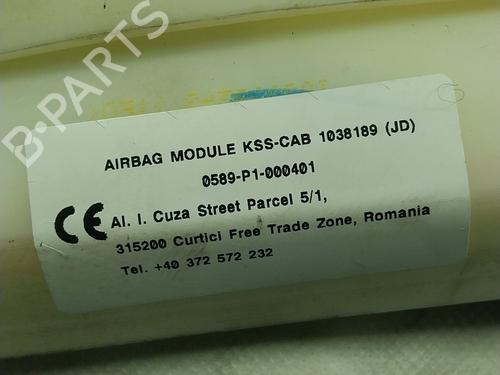 AIRBAG MODULE KSS-CAB 1038189 (JD)
0589-P1-000401
CE
Al. I. Cuza Street Parcel 5/1,
315200 Curtici Free Trade Zone, Romania
Tel. +40 372 572 232
B-PARTS